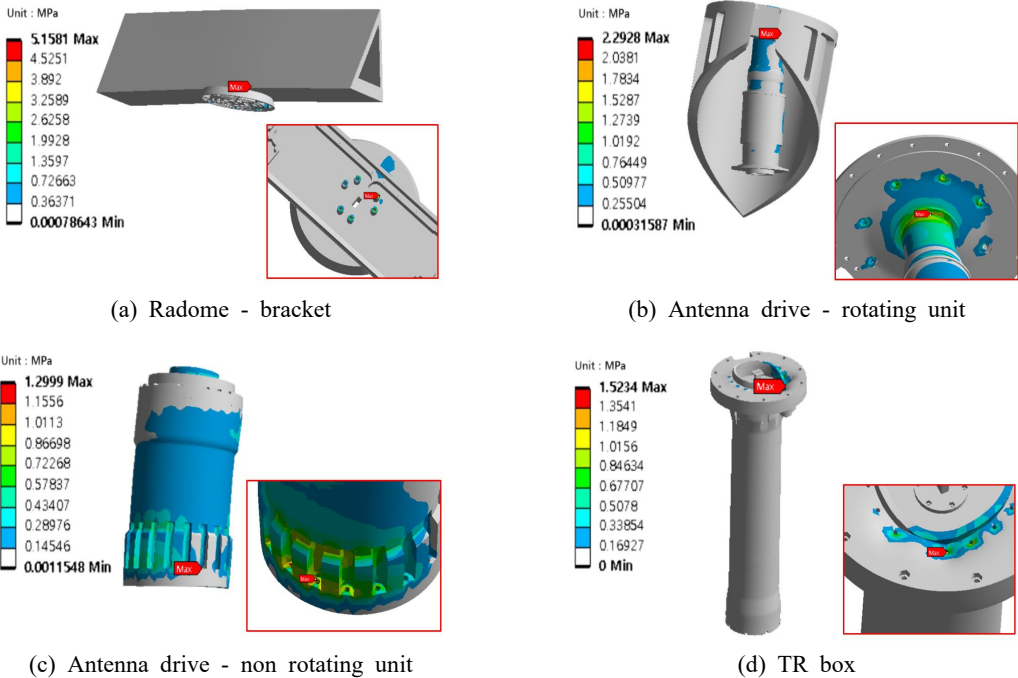 Unit : MPa
5.1581 Max
4.5251
3.892
3.2589
2.6258
1.9928
1.3597
0.72663
0.36371
0.00078643 Min
Max
Max
(a) Radome - bracket
Unit : MPa
2.2928 Max
2.0381
1.7834
1.5287
1.2739
1.0192
0.76449
0.50977
0.25504
0.00031587 Min
Max
Max
(b) Antenna drive - rotating unit
Unit : MPa
1.2999 Max
1.1556
1.0113
0.86698
0.72268
0.57837
0.43407
0.28976
0.14546
0.0011548 Min
Max
Max
(c) Antenna drive - non rotating unit
Unit : MPa
1.5234 Max
1.3541
1.1849
1.0156
0.84634
0.67707
0.5078
0.33854
0.16927
0 Min
Max
Max
(d) TR box